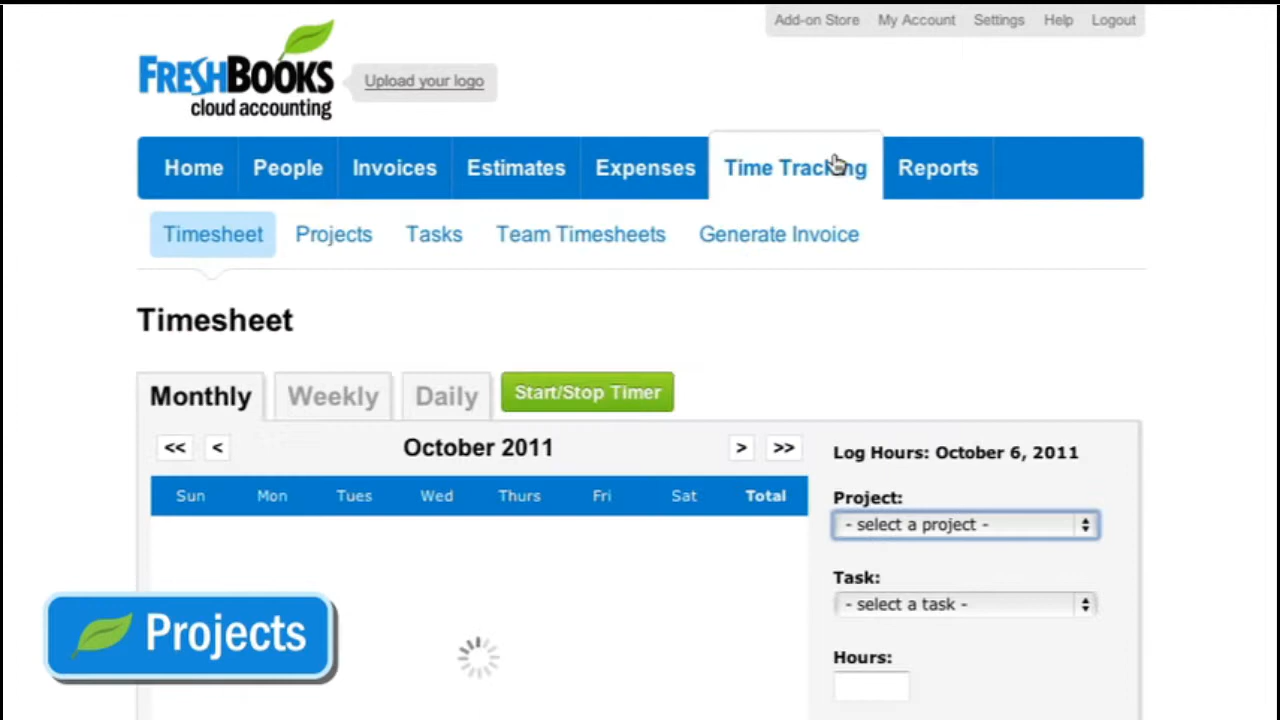 Add-on Store My Account Settings Help Logout
FRESHBOOKS
cloud accounting
Upload your logo
Home People Invoices Estimates Expenses Time Tracking Reports
Timesheet Projects Tasks Team Timesheets Generate Invoice
Timesheet
Monthly Weekly Daily Start/Stop Timer
<< < October 2011 > >>
Sun Mon Tues Wed Thurs Fri Sat Total
Log Hours: October 6, 2011
Project:
- select a project -
Task:
- select a task -
Hours:
Projects